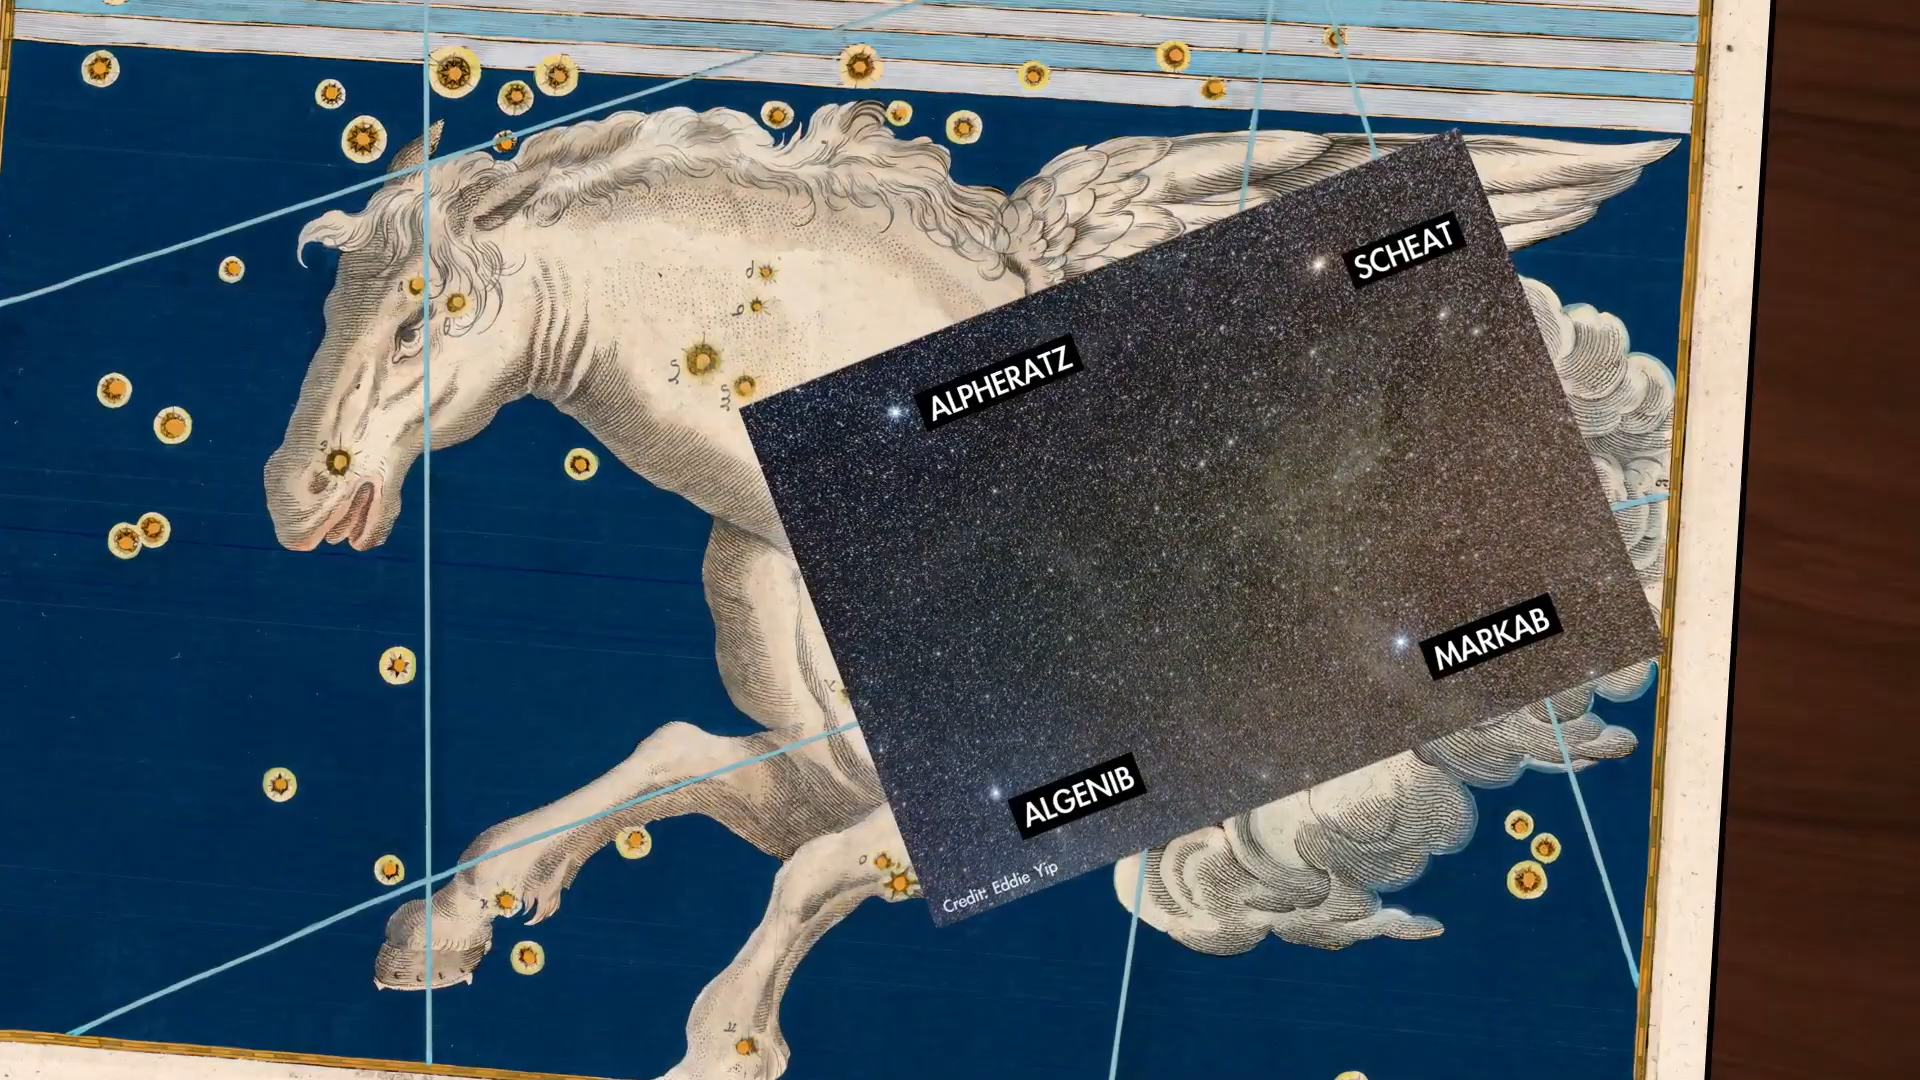 SCHEAT
ALPHERATZ
MARKAB
ALGENIB
Credit: Eddie Yip